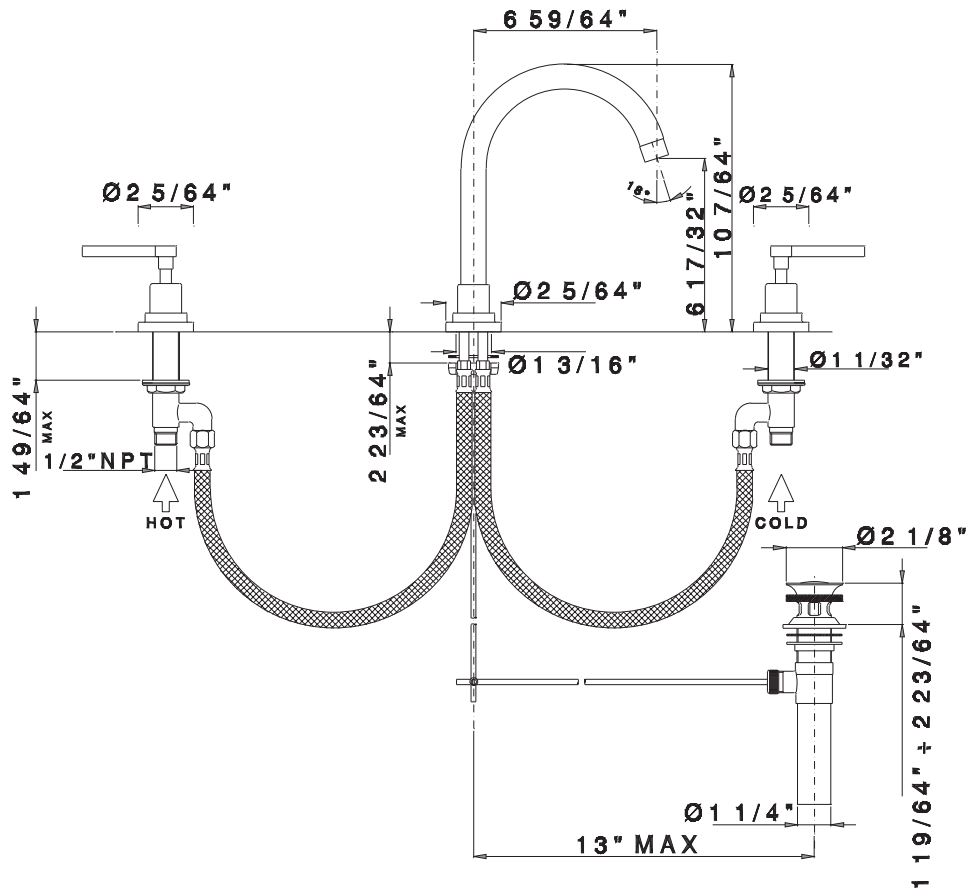 6 59/64"
Ø2 5/64"
18°
6 17/32"
10 7/64"
Ø2 5/64"
Ø2 5/64"
Ø1 3/16"
Ø1 1/32"
1 49/64"
MAX
2 23/64"
MAX
1/2"NPT
HOT
COLD
Ø2 1/8"
1 19/64" ÷ 2 23/64"
Ø1 1/4"
13" MAX